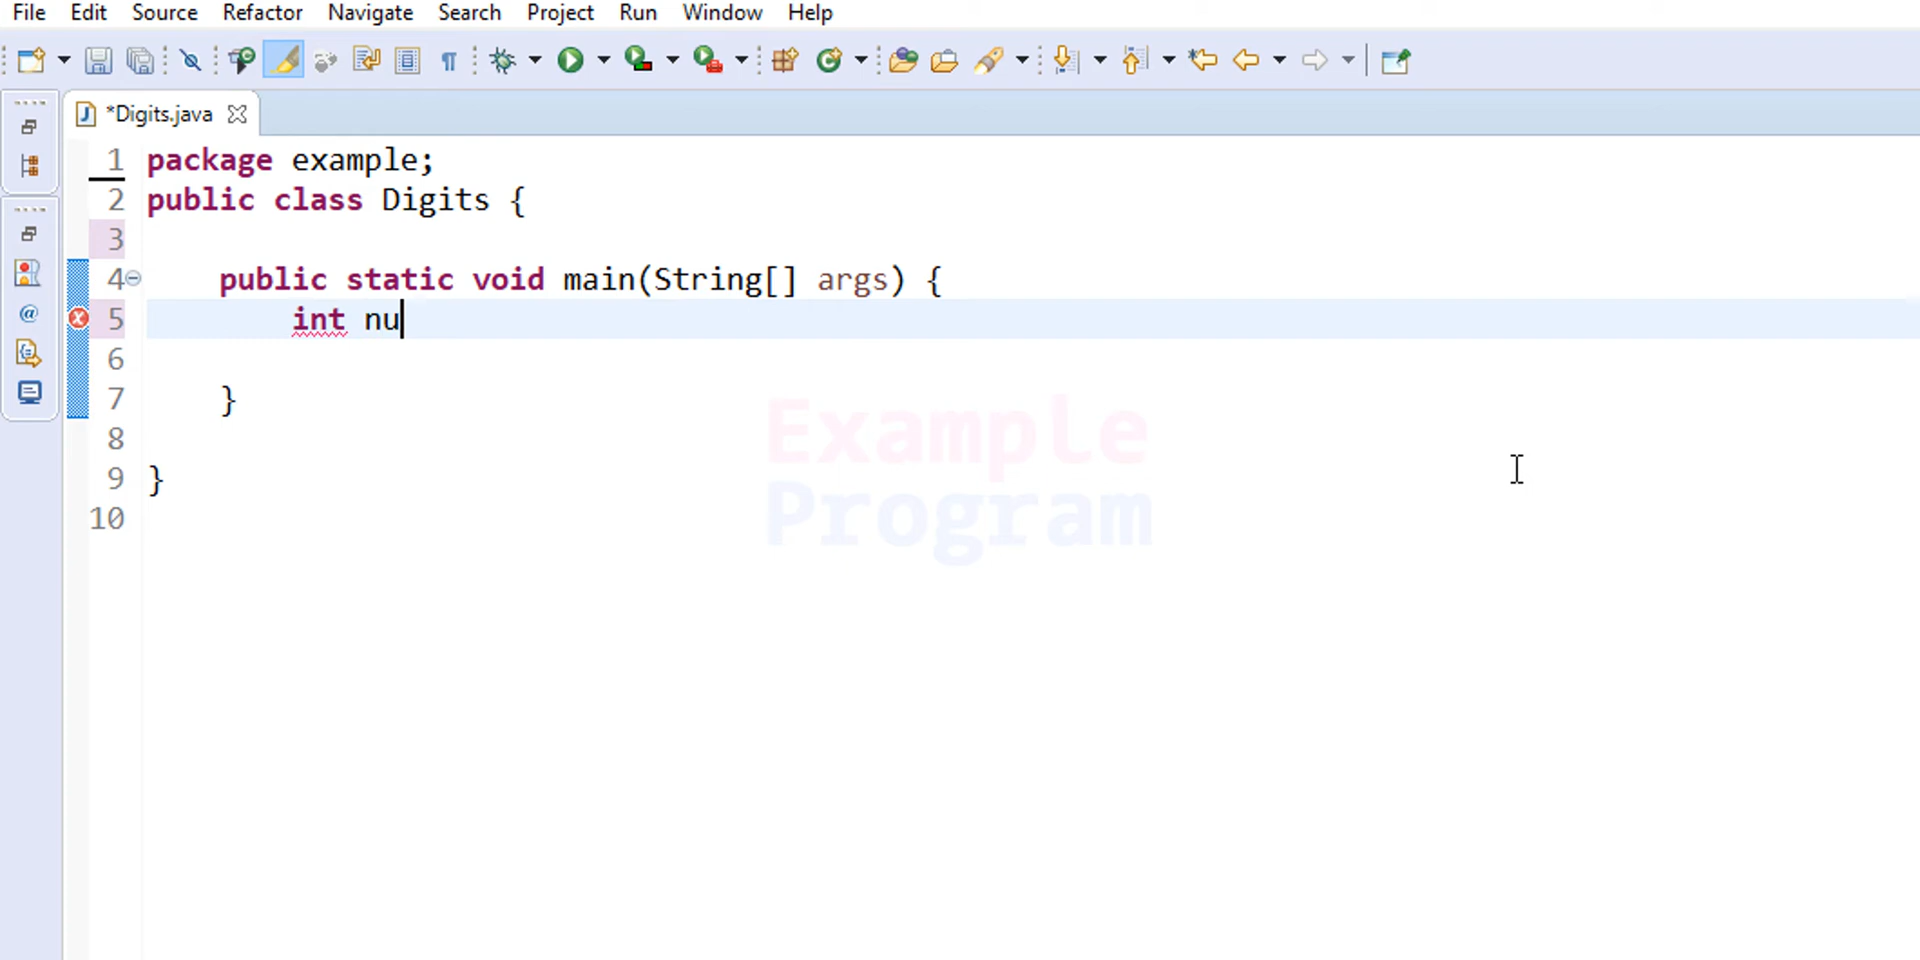 File Edit Source Refactor Navigate Search Project Run Window Help
*Digits.java
1 package example;
2 public class Digits {
3
4 public static void main(String[] args) {
5 int nu
6
7 }
8
9 }
10
Example
Program